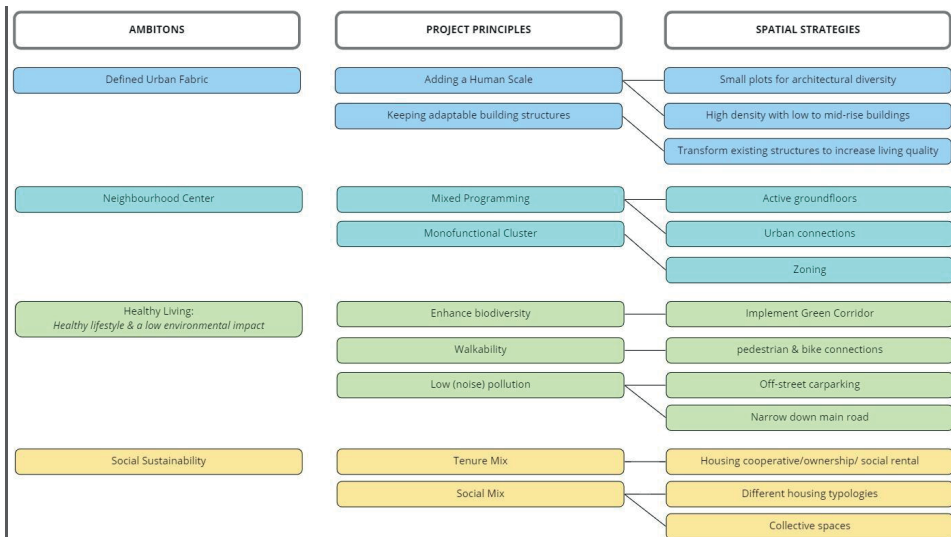 AMBITONS
PROJECT PRINCIPLES
SPATIAL STRATEGIES
Defined Urban Fabric
Adding a Human Scale
Small plots for architectural diversity
Keeping adaptable building structures
High density with low to mid-rise buildings
Transform existing structures to increase living quality
Neighbourhood Center
Mixed Programming
Active groundfloors
Monofunctional Cluster
Urban connections
Zoning
Healthy Living:
Healthy lifestyle & a low environmental impact
Enhance biodiversity
Implement Green Corridor
Walkability
pedestrian & bike connections
Low (noise) pollution
Off-street carparking
Narrow down main road
Social Sustainability
Tenure Mix
Housing cooperative/ownership/ social rental
Social Mix
Different housing typologies
Collective spaces